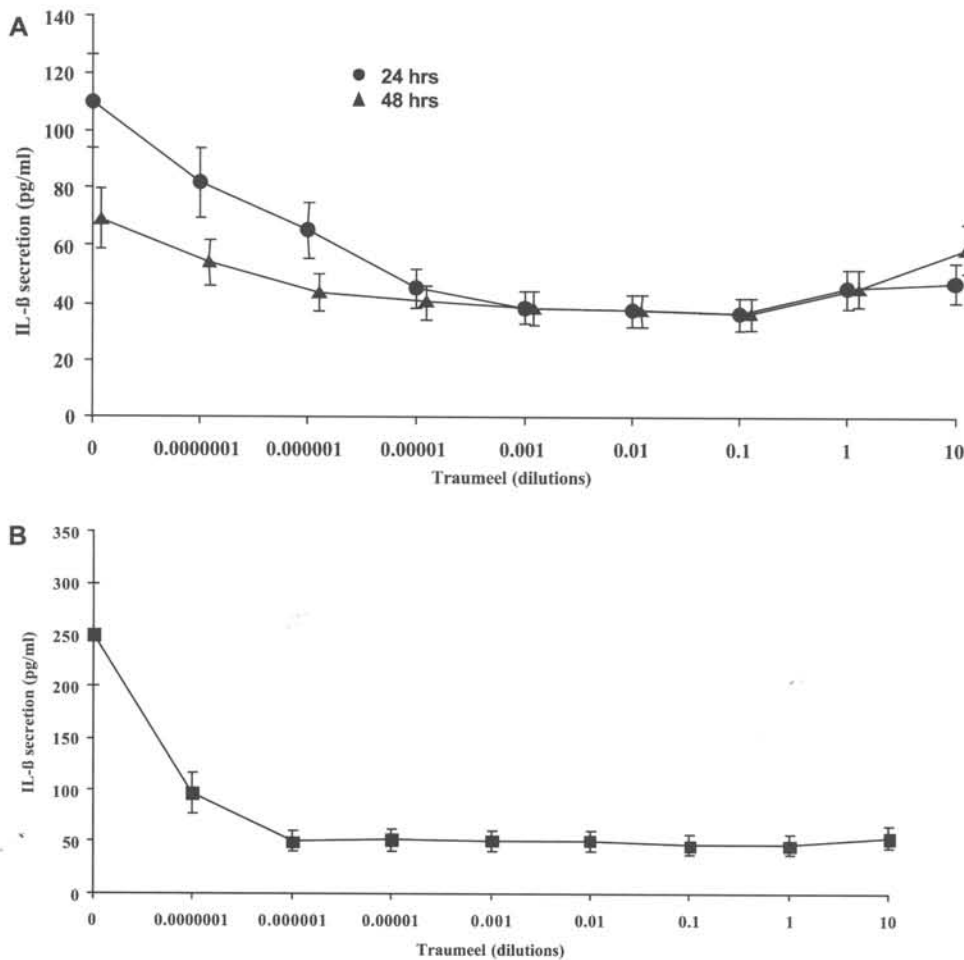 A
140
120
100
80
60
40
20
0
IL-ß secretion (pg/ml)
24 hrs
48 hrs
0 0.0000001 0.000001 0.00001 0.001 0.01 0.1 1 10
Traumeel (dilutions)
B
350
300
250
200
150
100
50
0
IL-ß secretion (pg/ml)
0 0.0000001 0.000001 0.00001 0.001 0.01 0.1 1 10
Traumeel (dilutions)